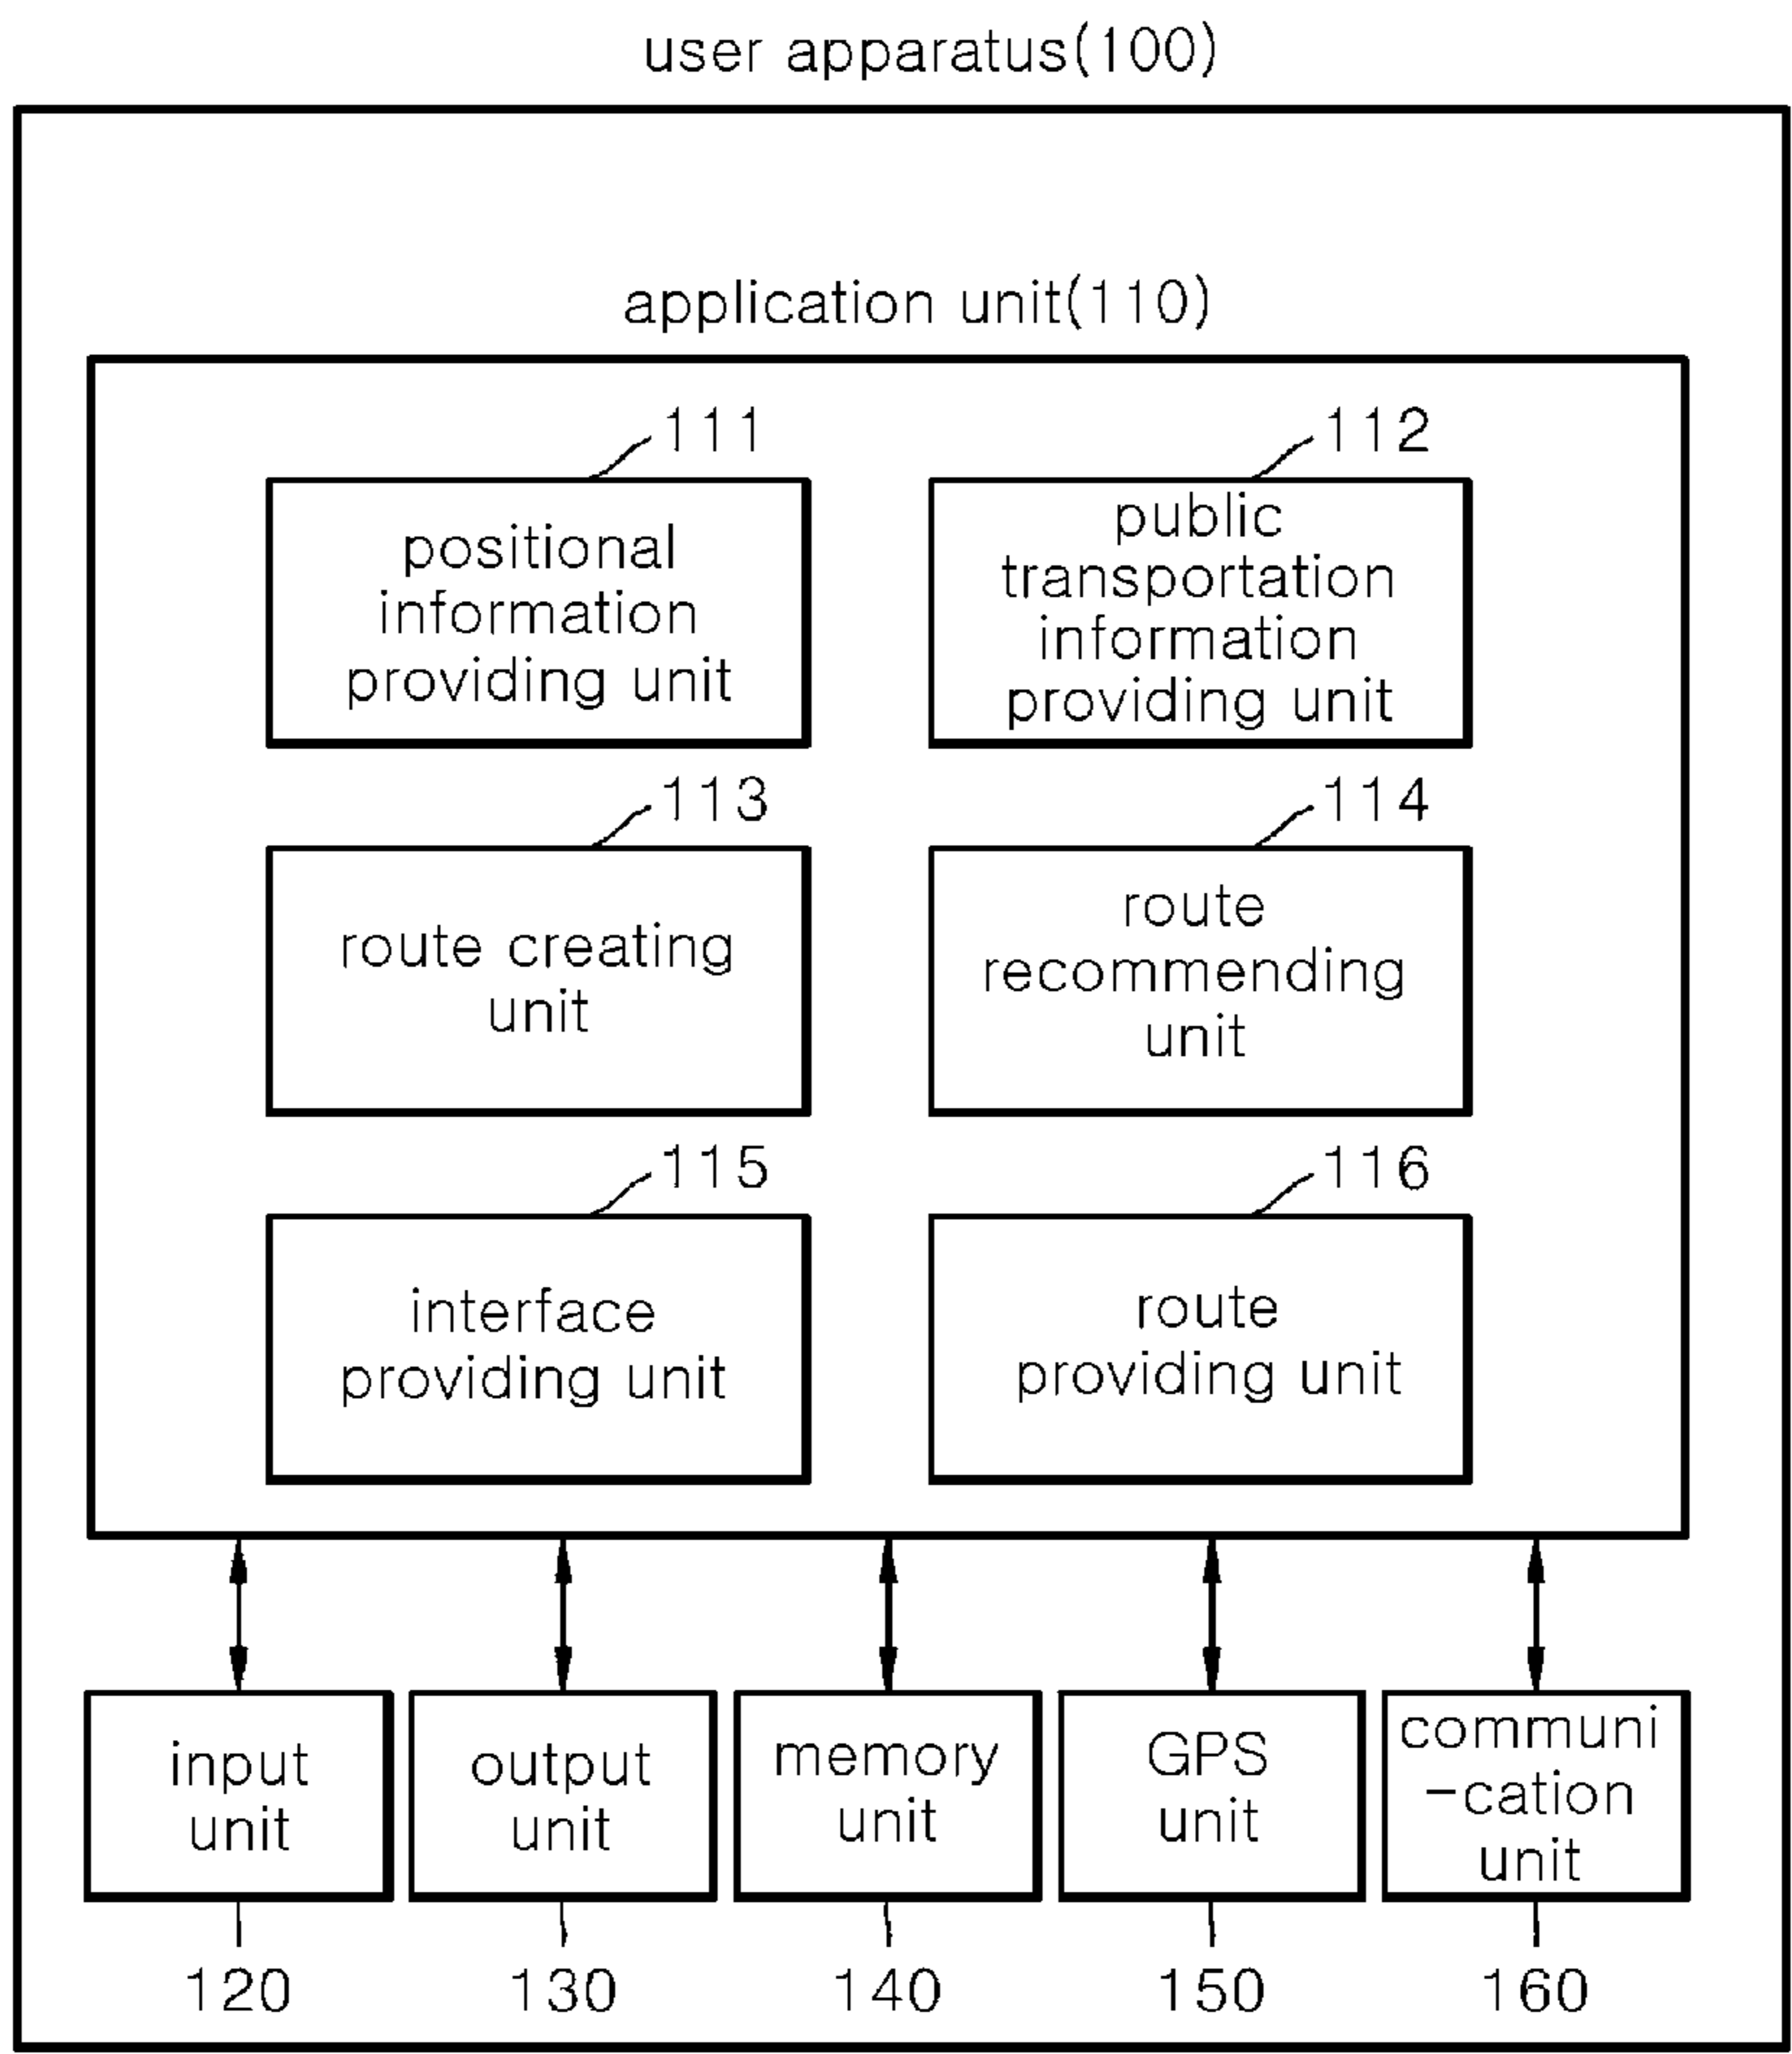 user apparatus(100)
application unit(110)
111
positional
information
providing unit
112
public
transportation
information
providing unit
113
route creating
unit
114
route
recommending
unit
115
interface
providing unit
116
route
providing unit
input
unit
output
unit
memory
unit
GPS
unit
communi
-cation
unit
120
130
140
150
160